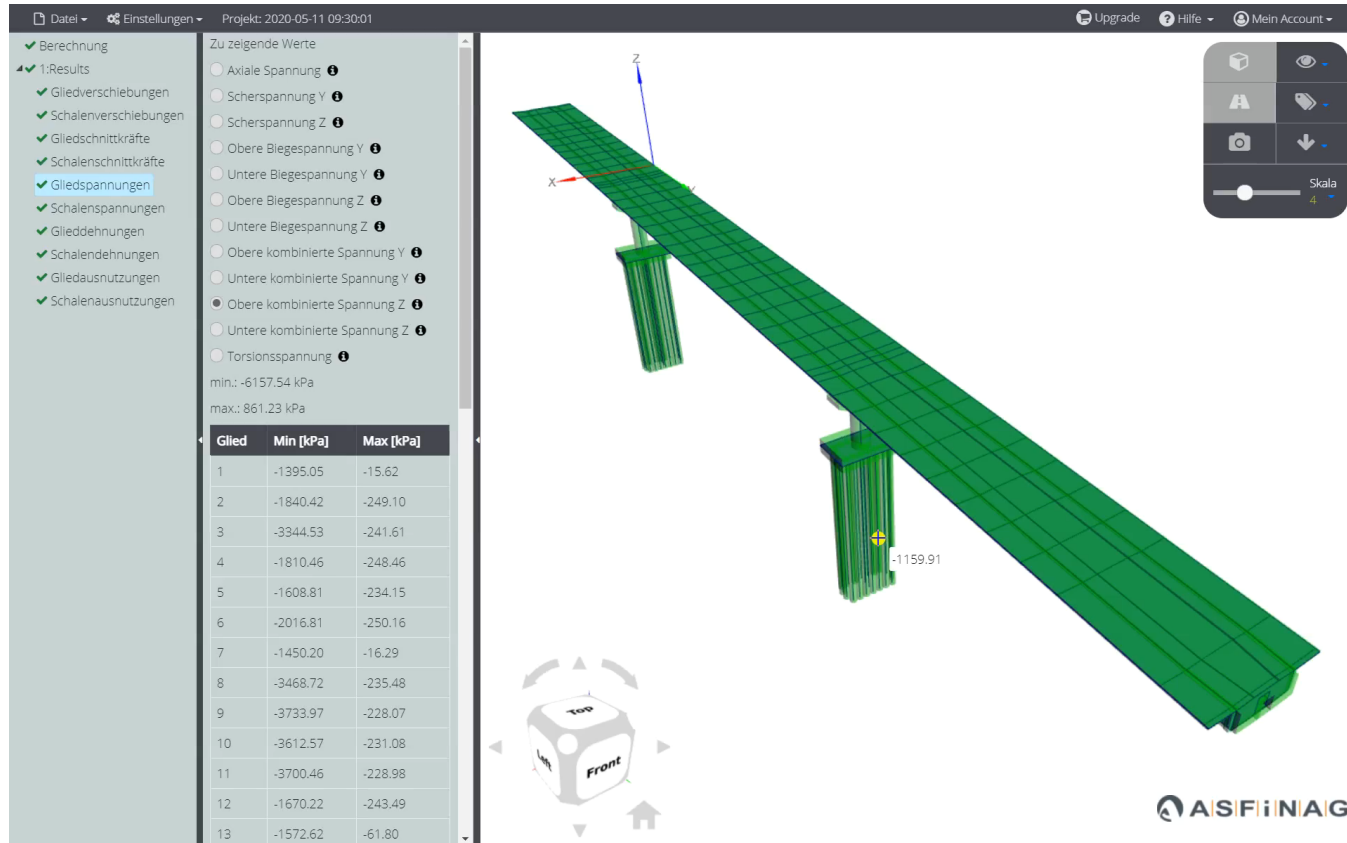 Datei Einstellungen Projekt: 2020-05-11 09:30:01 Upgrade Hilfe Mein Account
Berechnung
1:Results
Gliedverschiebungen
Schalenverschiebungen
Gliedschnittkräfte
Schalenschnittkräfte
Gliedspannungen
Schalenspannungen
Glieddehnungen
Schalendehnungen
Gliedausnutzungen
Schalenausnutzungen
Zu zeigende Werte
Axiale Spannung
Scherspannung Y
Scherspannung Z
Obere Biegespannung Y
Untere Biegespannung Y
Obere Biegespannung Z
Untere Biegespannung Z
Obere kombinierte Spannung Y
Untere kombinierte Spannung Y
Obere kombinierte Spannung Z
Untere kombinierte Spannung Z
Torsionsspannung
min.: -6157.54 kPa
max.: 861.23 kPa
Glied Min [kPa] Max [kPa]
1 -1395.05 -15.62
2 -1840.42 -249.10
3 -3344.53 -241.61
4 -1810.46 -248.46
5 -1608.81 -234.15
6 -2016.81 -250.16
7 -1450.20 -16.29
8 -3468.72 -235.48
9 -3733.97 -228.07
10 -3612.57 -231.08
11 -3700.46 -228.98
12 -1670.22 -243.49
13 -1572.62 -61.80
Z
X
Y
-1159.91
Skala
4
Top
Left
Front
ASFiNAG